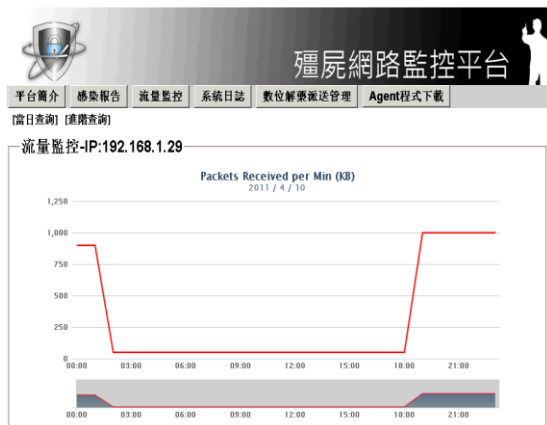 殭屍網路監控平台
平台簡介 感染報告 流量監控 系統日誌 數位解藥派送管理 Agent程式下載
[當日查詢] [進階查詢]
流量監控-IP:192.168.1.29
Packets Received per Min (KB)
2011 / 4 / 10
1,250
1,000
750
500
250
0
00:00 03:00 06:00 09:00 12:00 15:00 18:00 21:00
00:00 03:00 06:00 09:00 12:00 15:00 18:00 21:00